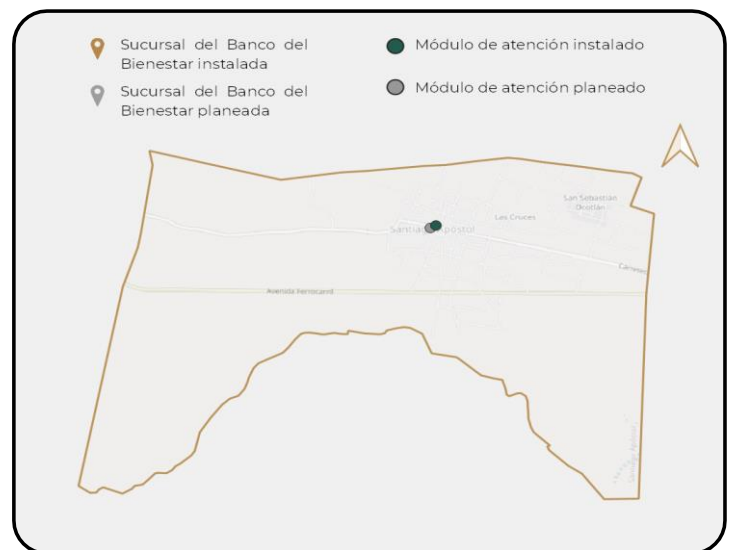 Sucursal del Banco del
Bienestar instalada
Sucursal del Banco del
Bienestar planeada
Módulo de atención instalado
Módulo de atención planeado
San Sebastián
Ocotlán
Las Cruces
Avenida Ferrocarril